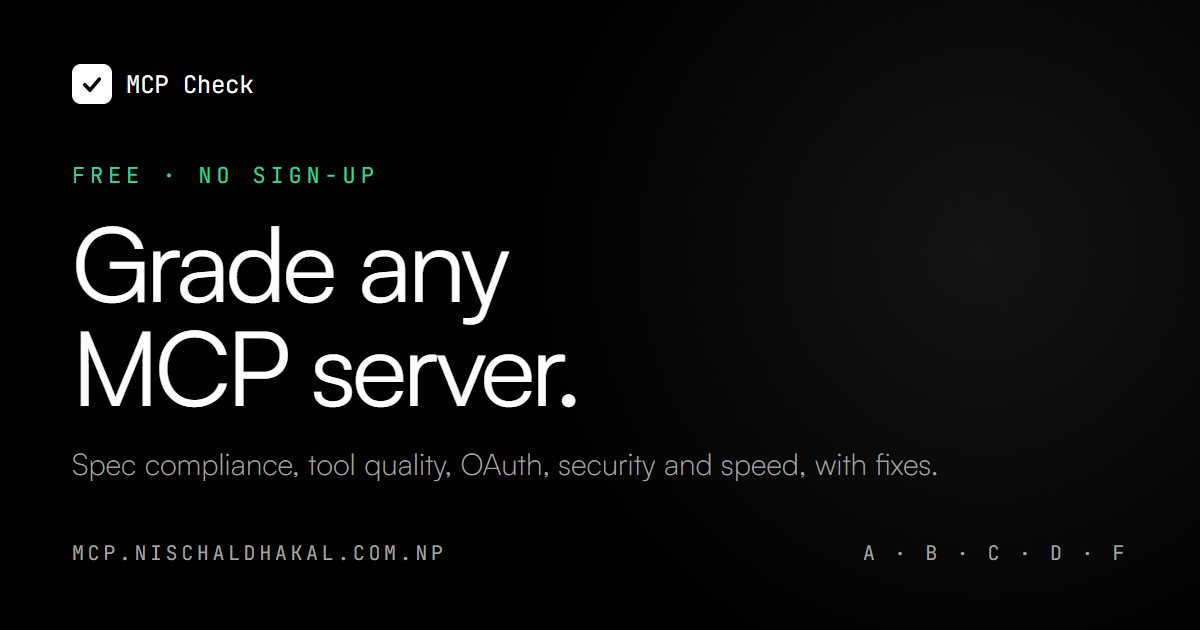 MCP Check
FREE · NO SIGN-UP
Grade any
MCP server.
Spec compliance, tool quality, OAuth, security and speed, with fixes.
MCP.NISCHALDHAKAL.COM.NP
A · B · C · D · F